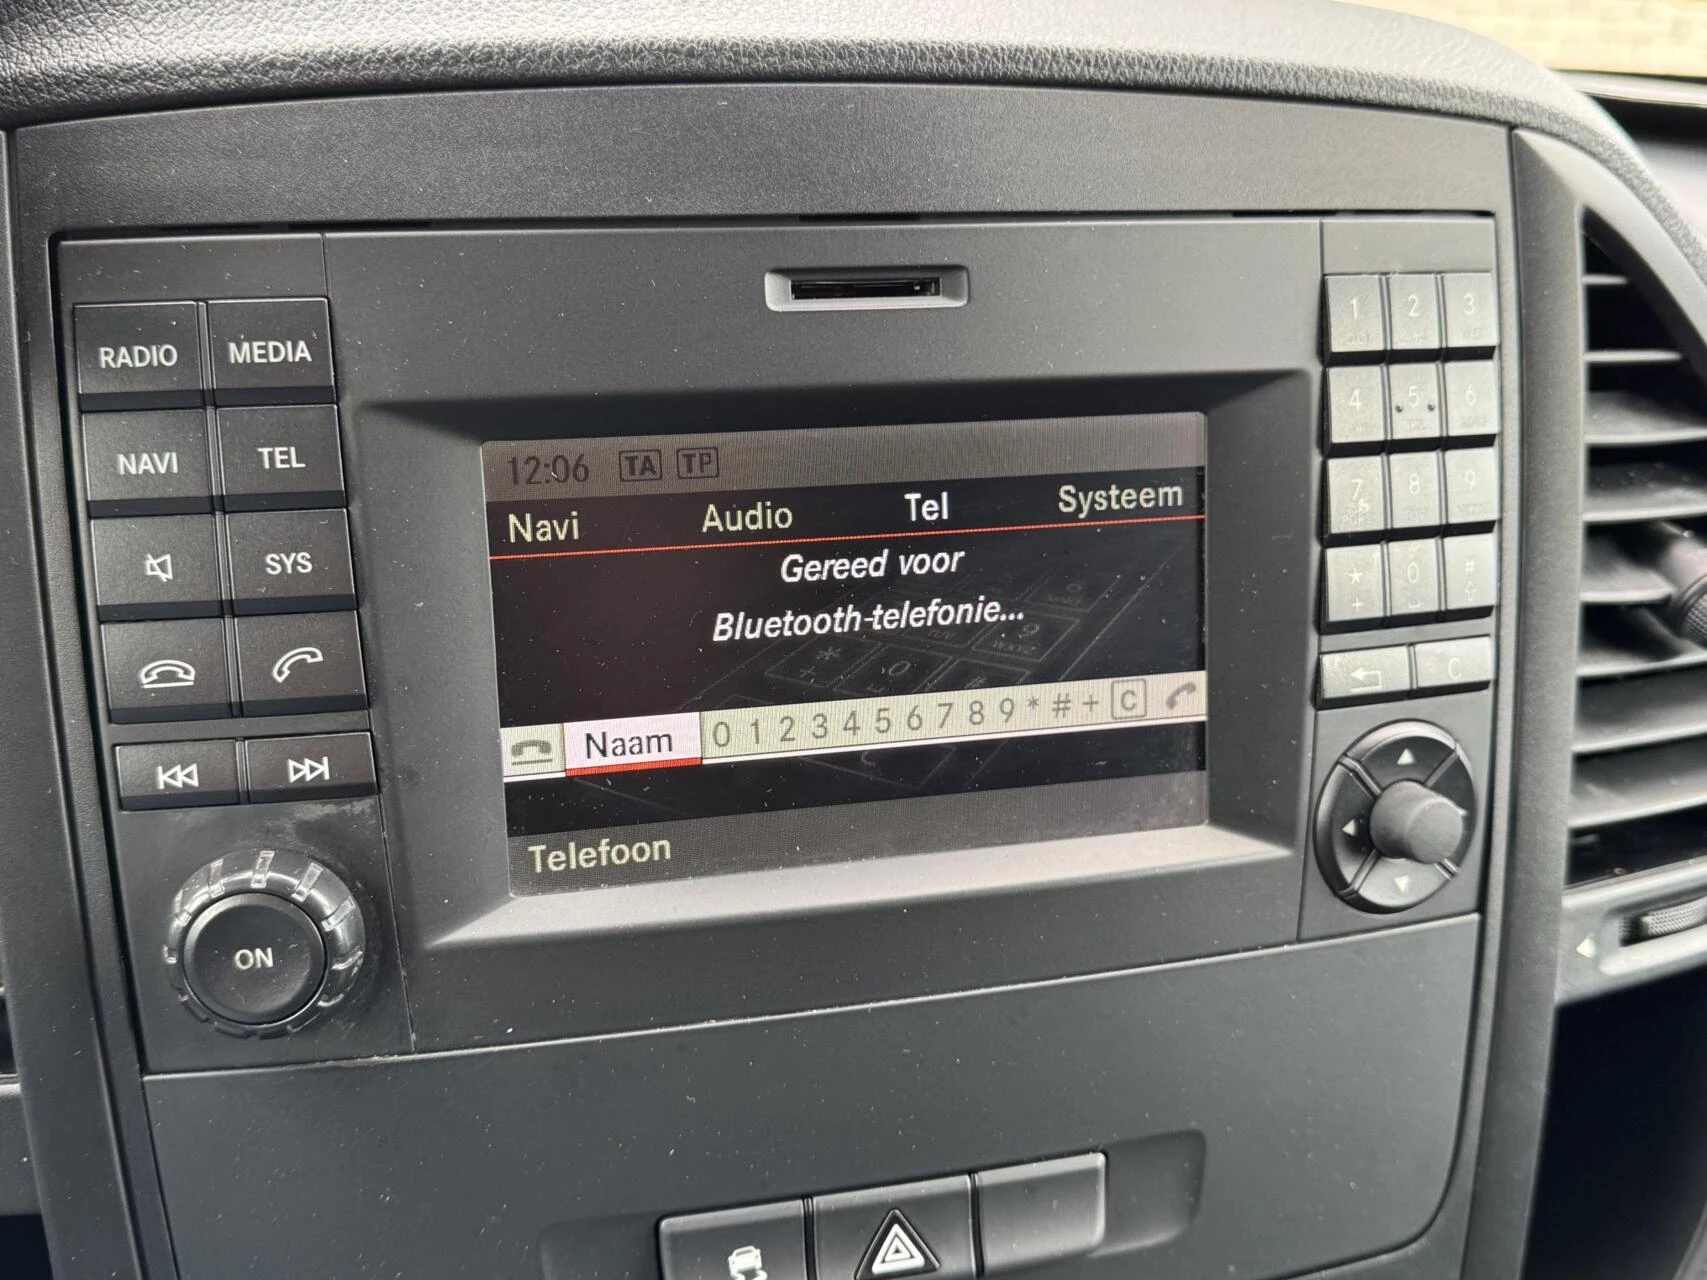 RADIO MEDIA
NAVI TEL
SYS
ON
12:06 TA TP
Navi Audio Tel Systeem
Gereed voor
Bluetooth-telefonie...
Naam 0 1 2 3 4 5 6 7 8 9 * # + C
Telefoon
1 2 3
4 5 6
7 8 9
* 0 #
+
C